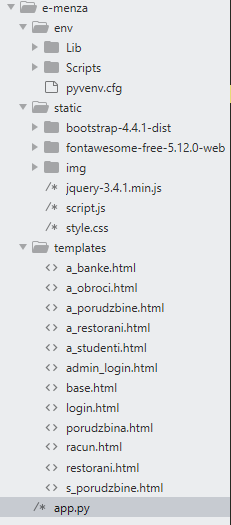 e-menza
env
Lib
Scripts
pyvenv.cfg
static
bootstrap-4.4.1-dist
fontawesome-free-5.12.0-web
img
/* jquery-3.4.1.min.js
/* script.js
/* style.css
templates
<> a_banke.html
<> a_obroci.html
<> a_porudzbine.html
<> a_restorani.html
<> a_studenti.html
<> admin_login.html
<> base.html
<> login.html
<> porudzbina.html
<> racun.html
<> restorani.html
<> s_porudzbine.html
/* app.py